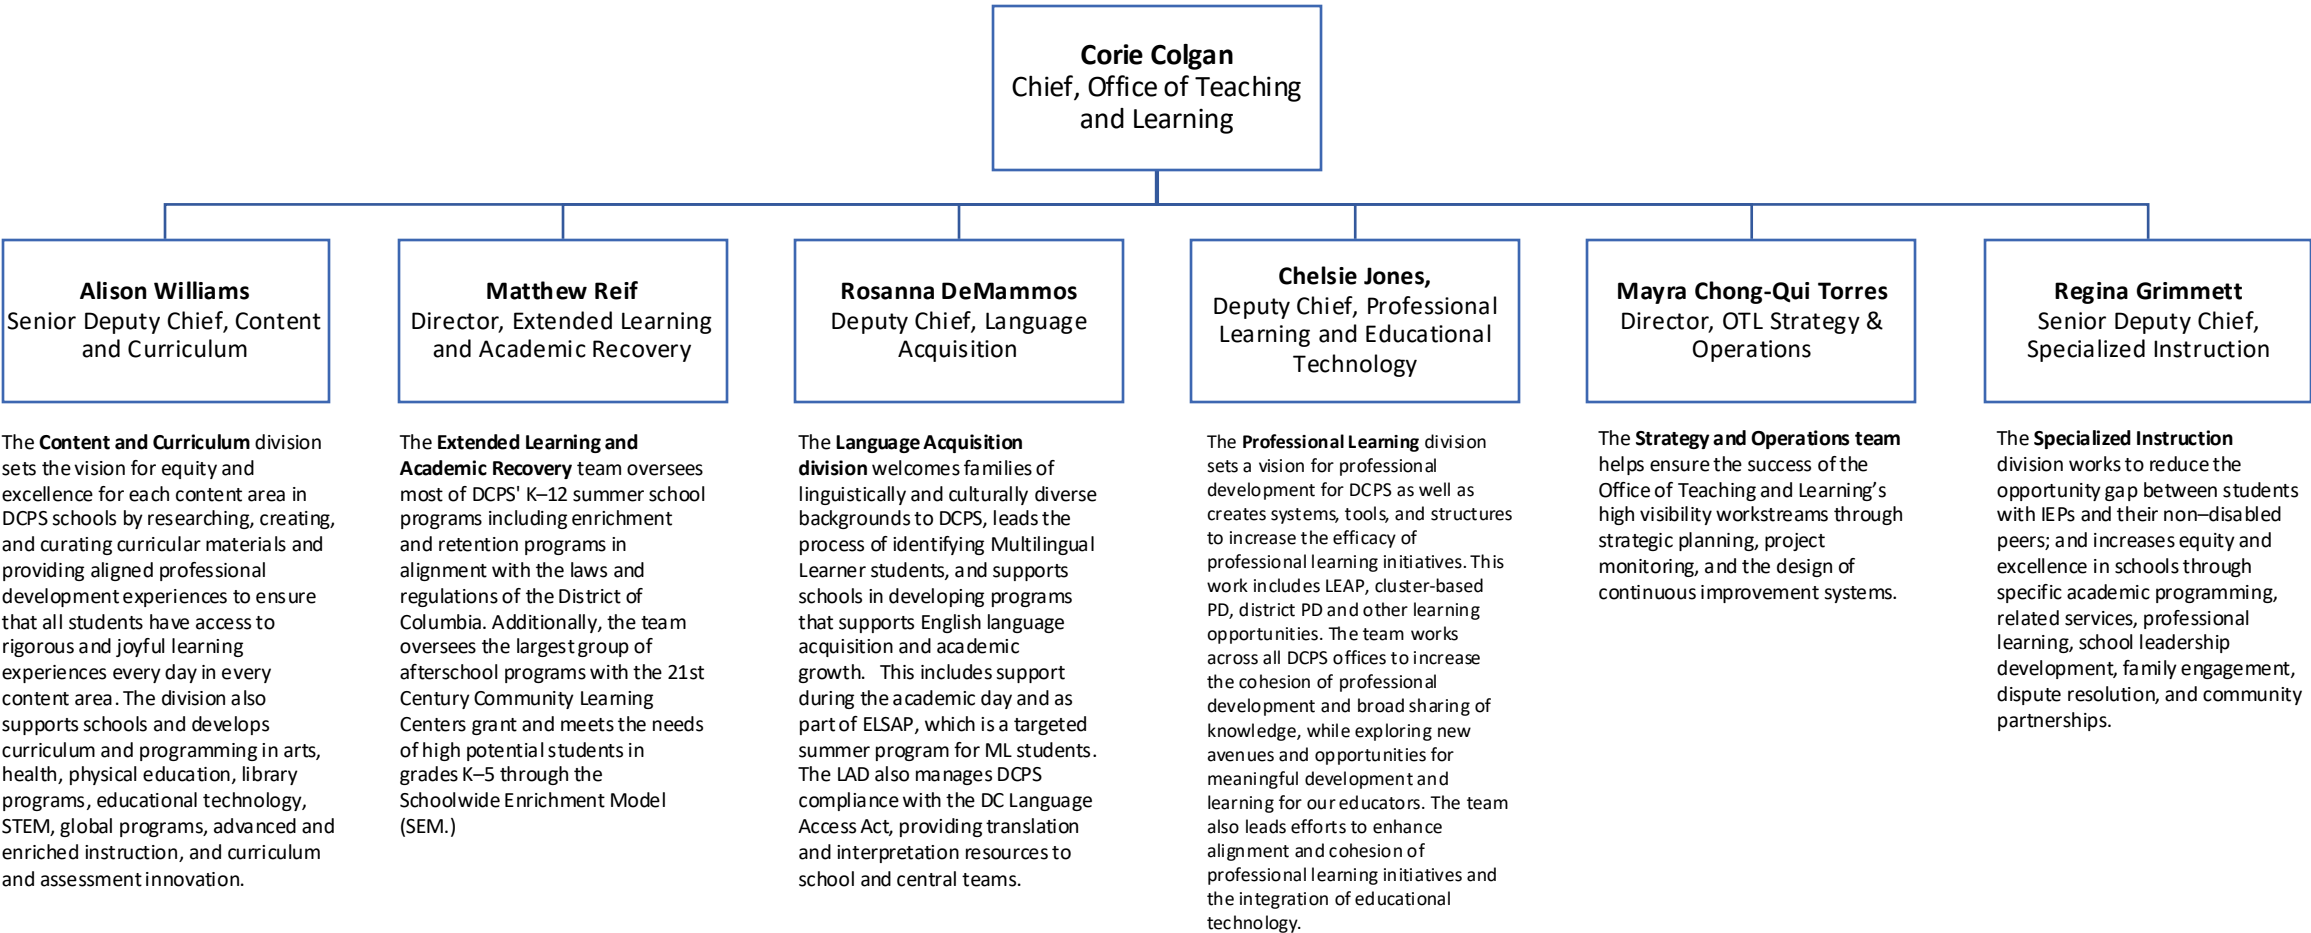 Corie Colgan
Chief, Office of Teaching
and Learning
Alison Williams
Senior Deputy Chief, Content
and Curriculum
Matthew Reif
Director, Extended Learning
and Academic Recovery
Rosanna DeMammos
Deputy Chief, Language
Acquisition
Chelsie Jones,
Deputy Chief, Professional
Learning and Educational
Technology
Mayra Chong-Qui Torres
Director, OTL Strategy &
Operations
Regina Grimmett
Senior Deputy Chief,
Specialized Instruction
The Content and Curriculum division
sets the vision for equity and
excellence for each content area in
DCPS schools by researching, creating,
and curating curricular materials and
providing aligned professional
development experiences to ensure
that all students have access to
rigorous and joyful learning
experiences every day in every
content area. The division also
supports schools and develops
curriculum and programming in arts,
health, physical education, library
programs, educational technology,
STEM, global programs, advanced and
enriched instruction, and curriculum
and assessment innovation.
The Extended Learning and
Academic Recovery team oversees
most of DCPS' K–12 summer school
programs including enrichment
and retention programs in
alignment with the laws and
regulations of the District of
Columbia. Additionally, the team
oversees the largest group of
afterschool programs with the 21st
Century Community Learning
Centers grant and meets the needs
of high potential students in
grades K–5 through the
Schoolwide Enrichment Model
(SEM.)
The Language Acquisition
division welcomes families of
linguistically and culturally diverse
backgrounds to DCPS, leads the
process of identifying Multilingual
Learner students, and supports
schools in developing programs
that supports English language
acquisition and academic
growth.   This includes support
during the academic day and as
part of ELSAP, which is a targeted
summer program for ML students.
The LAD also manages DCPS
compliance with the DC Language
Access Act, providing translation
and interpretation resources to
school and central teams.
The Professional Learning division
sets a vision for professional
development for DCPS as well as
creates systems, tools, and structures
to increase the efficacy of
professional learning initiatives. This
work includes LEAP, cluster-based
PD, district PD and other learning
opportunities. The team works
across all DCPS offices to increase
the cohesion of professional
development and broad sharing of
knowledge, while exploring new
avenues and opportunities for
meaningful development and
learning for our educators. The team
also leads efforts to enhance
alignment and cohesion of
professional learning initiatives and
the integration of educational
technology.
The Strategy and Operations team
helps ensure the success of the
Office of Teaching and Learning’s
high visibility workstreams through
strategic planning, project
monitoring, and the design of
continuous improvement systems.
The Specialized Instruction
division works to reduce the
opportunity gap between students
with IEPs and their non–disabled
peers; and increases equity and
excellence in schools through
specific academic programming,
related services, professional
learning, school leadership
development, family engagement,
dispute resolution, and community
partnerships.